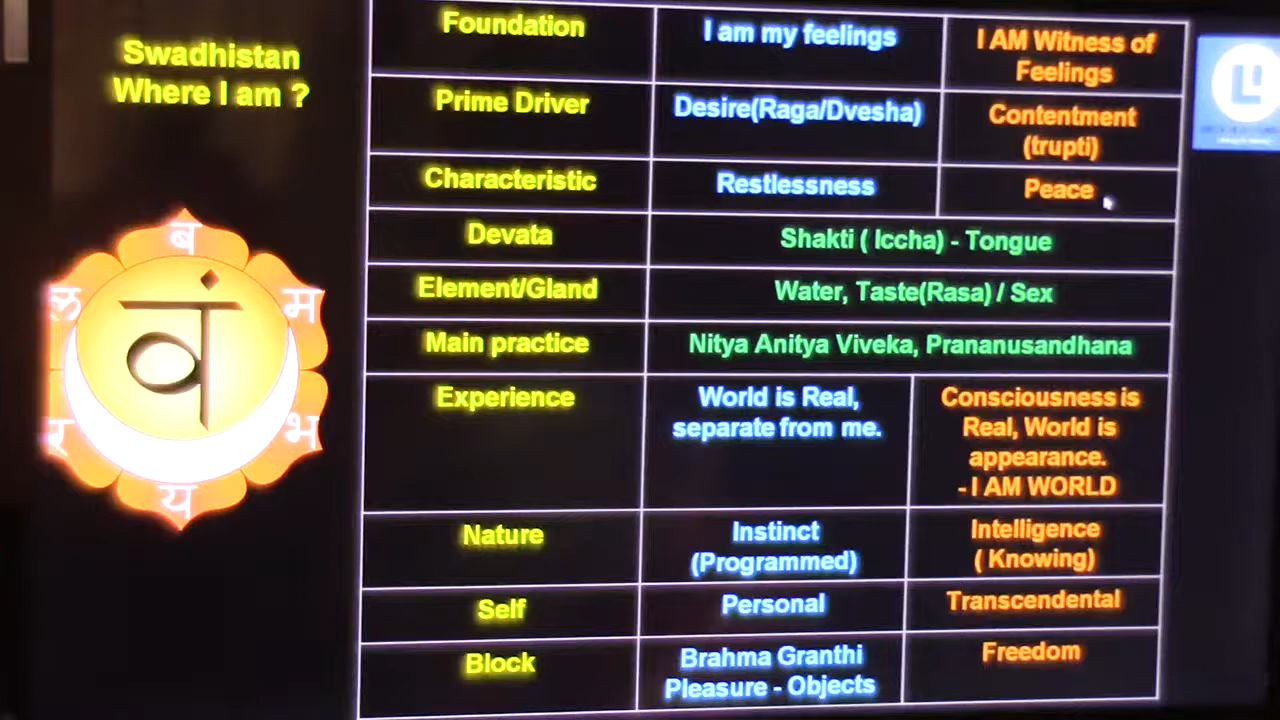 Swadhistan
Where I am ?
ब
ल
म
वं
र
भ
य
Foundation
I am my feelings
I AM Witness of
Feelings
Prime Driver
Desire(Raga/Dvesha)
Contentment
(trupti)
Characteristic
Restlessness
Peace
Devata
Shakti ( Iccha) - Tongue
Element/Gland
Water, Taste(Rasa) / Sex
Main practice
Nitya Anitya Viveka, Prananusandhana
Experience
World is Real,
separate from me.
Consciousness is
Real, World is
appearance.
- I AM WORLD
Nature
Instinct
(Programmed)
Intelligence
( Knowing)
Self
Personal
Transcendental
Block
Brahma Granthi
Pleasure - Objects
Freedom